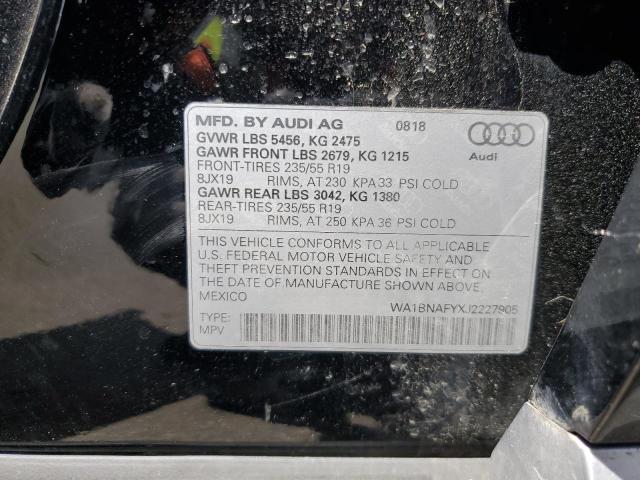 MFD. BY AUDI AG 0818
GVWR LBS 5456, KG 2475
GAWR FRONT LBS 2679, KG 1215
FRONT-TIRES 235/55 R19
8JX19 RIMS, AT 230 KPA 33 PSI COLD
GAWR REAR LBS 3042, KG 1380
REAR-TIRES 235/55 R19
8JX19 RIMS, AT 250 KPA 36 PSI COLD
Audi
THIS VEHICLE CONFORMS TO ALL APPLICABLE
U.S. FEDERAL MOTOR VEHICLE SAFETY AND
THEFT PREVENTION STANDARDS IN EFFECT ON
THE DATE OF MANUFACTURE SHOWN ABOVE.
MEXICO
WA1BNAFYXJ2227905
TYPE:
MPV